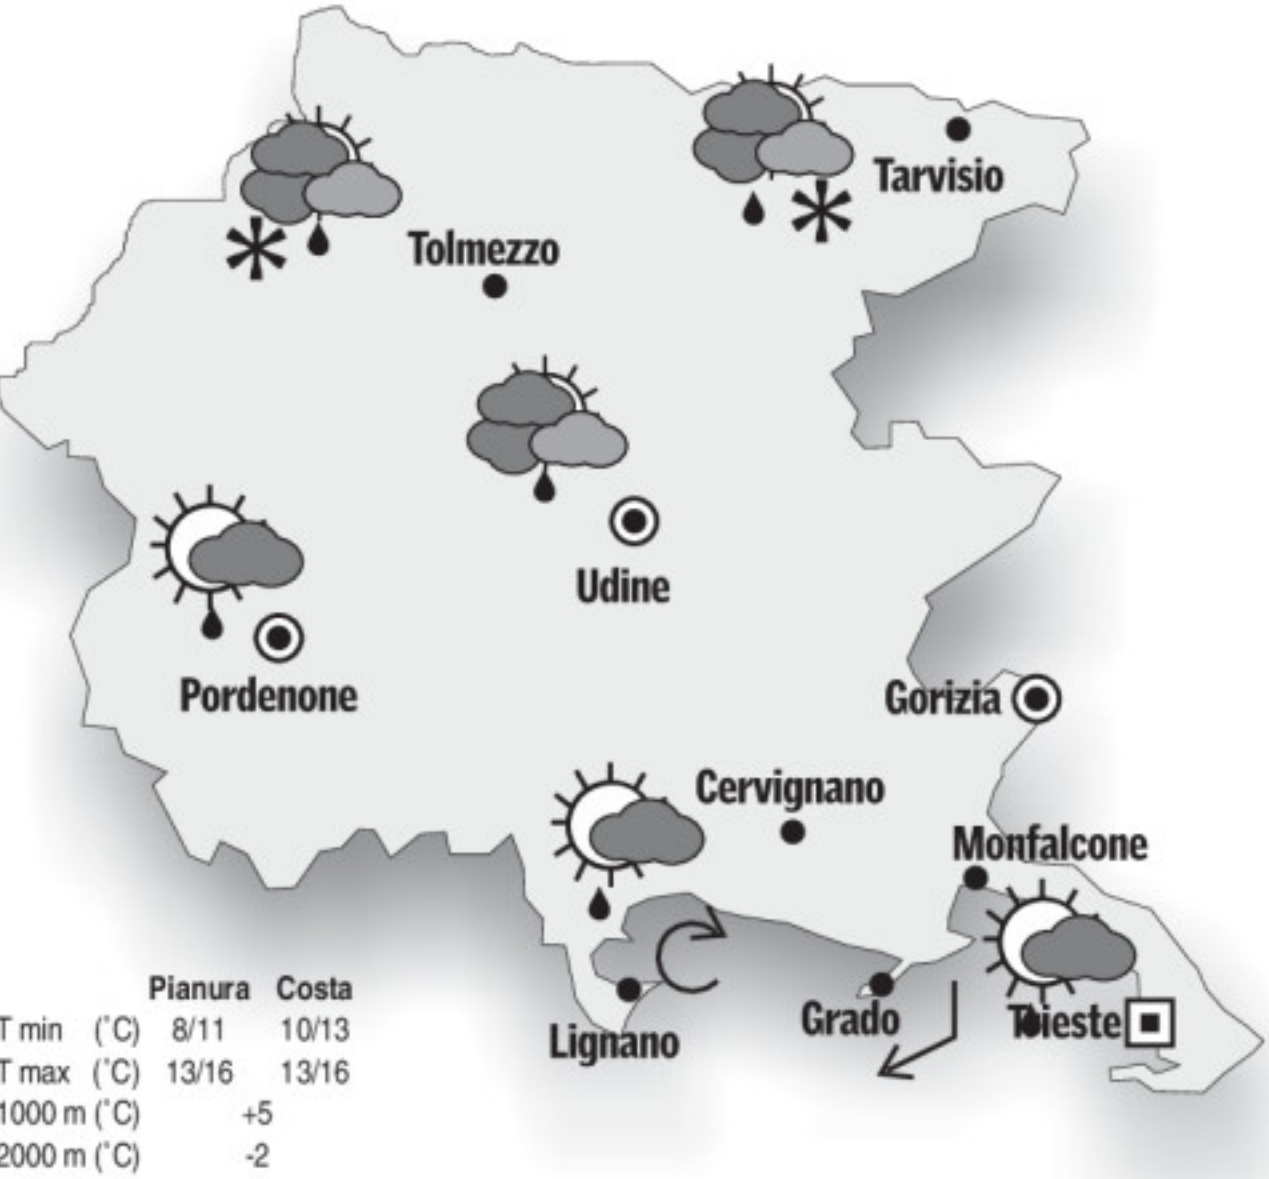 Tarvisio
Tolmezzo
Udine
Pordenone
Gorizia
Cervignano
Monfalcone
Trieste
Grado
Lignano
Pianura Costa
T min (°C) 8/11 10/13
T max (°C) 13/16 13/16
1000 m (°C) +5
2000 m (°C) -2